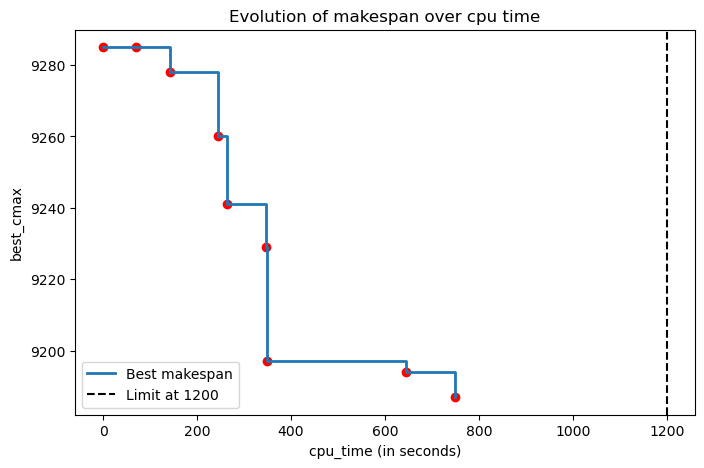 Evolution of makespan over cpu time
best_cmax
9280
9260
9240
9220
9200
0
200
400
600
800
1000
1200
cpu_time (in seconds)
Best makespan
Limit at 1200